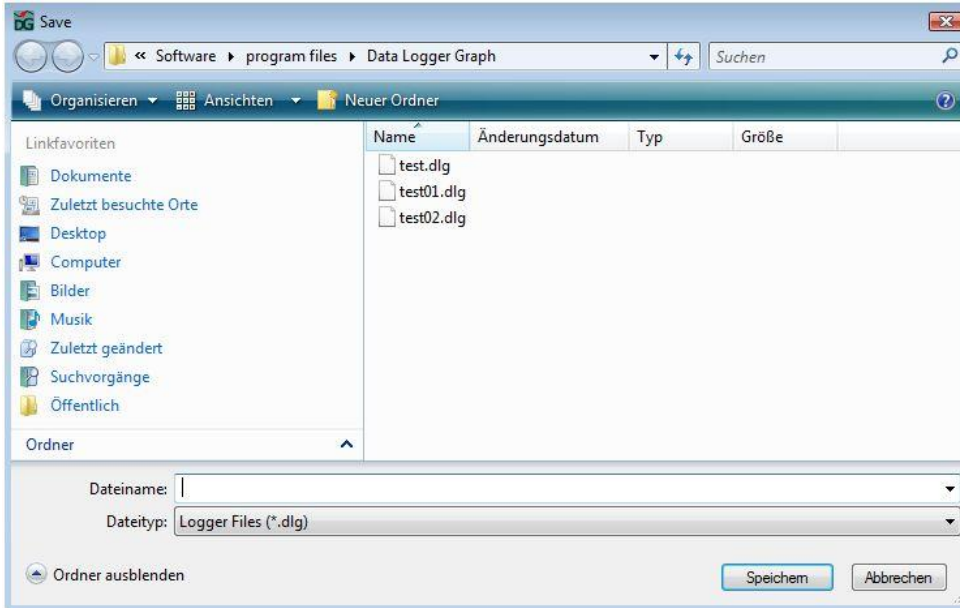 DG Save
« Software program files Data Logger Graph Suchen
Organisieren Ansichten Neuer Ordner ?
Linkfavoriten
Dokumente
Zuletzt besuchte Orte
Desktop
Computer
Bilder
Musik
Zuletzt geändert
Suchvorgänge
Öffentlich
Ordner
Name Änderungsdatum Typ Größe
test.dlg
test01.dlg
test02.dlg
Dateiname:
Dateityp: Logger Files (*.dlg)
Ordner ausblenden Speichern Abbrechen